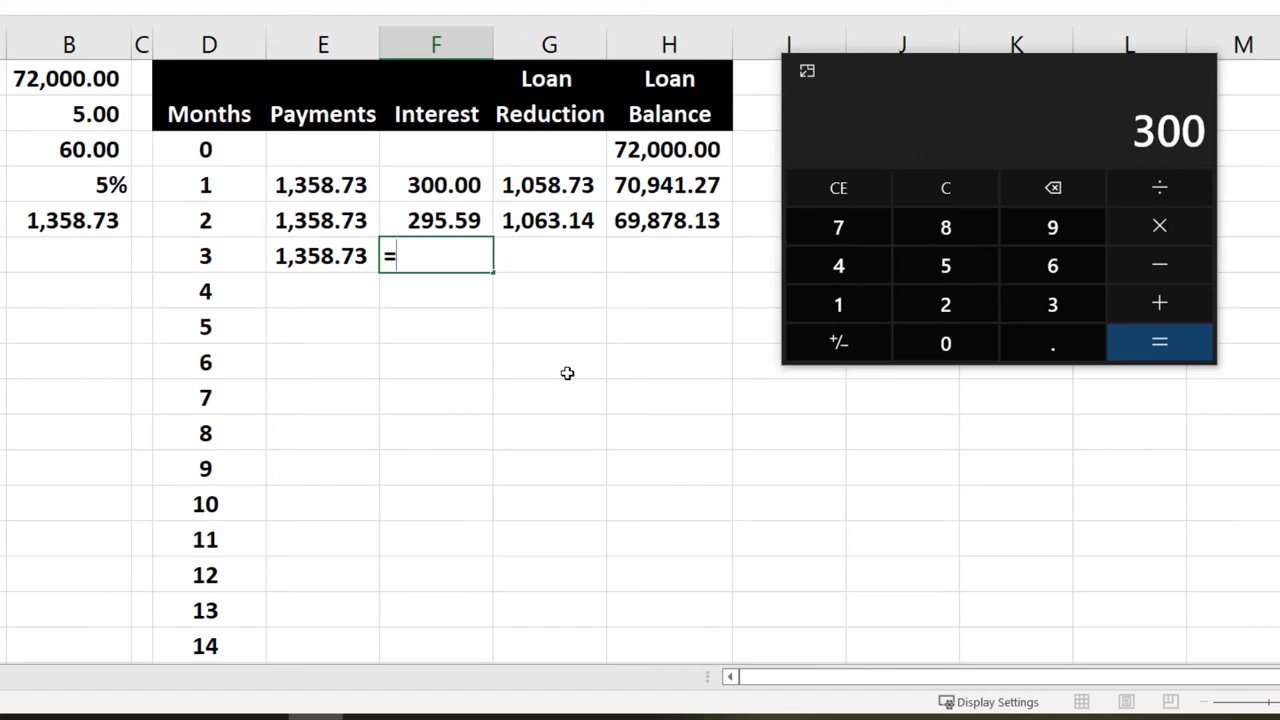 B C D E F G H I J K L M
72,000.00 Loan Loan
5.00 Months Payments Interest Reduction Balance
60.00 0 72,000.00
5% 1 1,358.73 300.00 1,058.73 70,941.27
1,358.73 2 1,358.73 295.59 1,063.14 69,878.13
3 1,358.73 =
4
5
6
7
8
9
10
11
12
13
14
300
CE C ÷
7 8 9 ×
4 5 6 −
1 2 3 +
+/− 0 . =
Display Settings